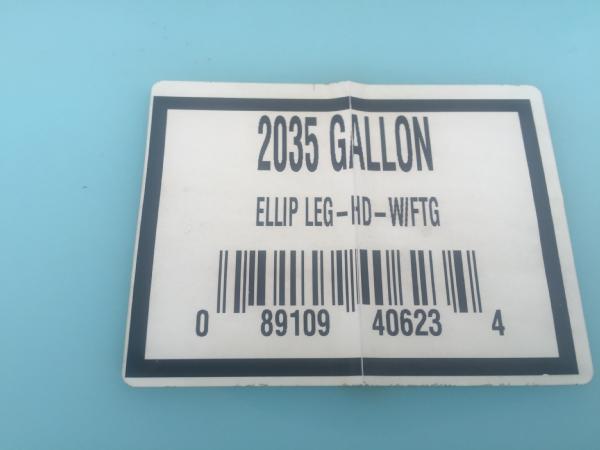 2035 GALLON
ELLIP LEG-HD-W/FTG
0 89109 40623 4